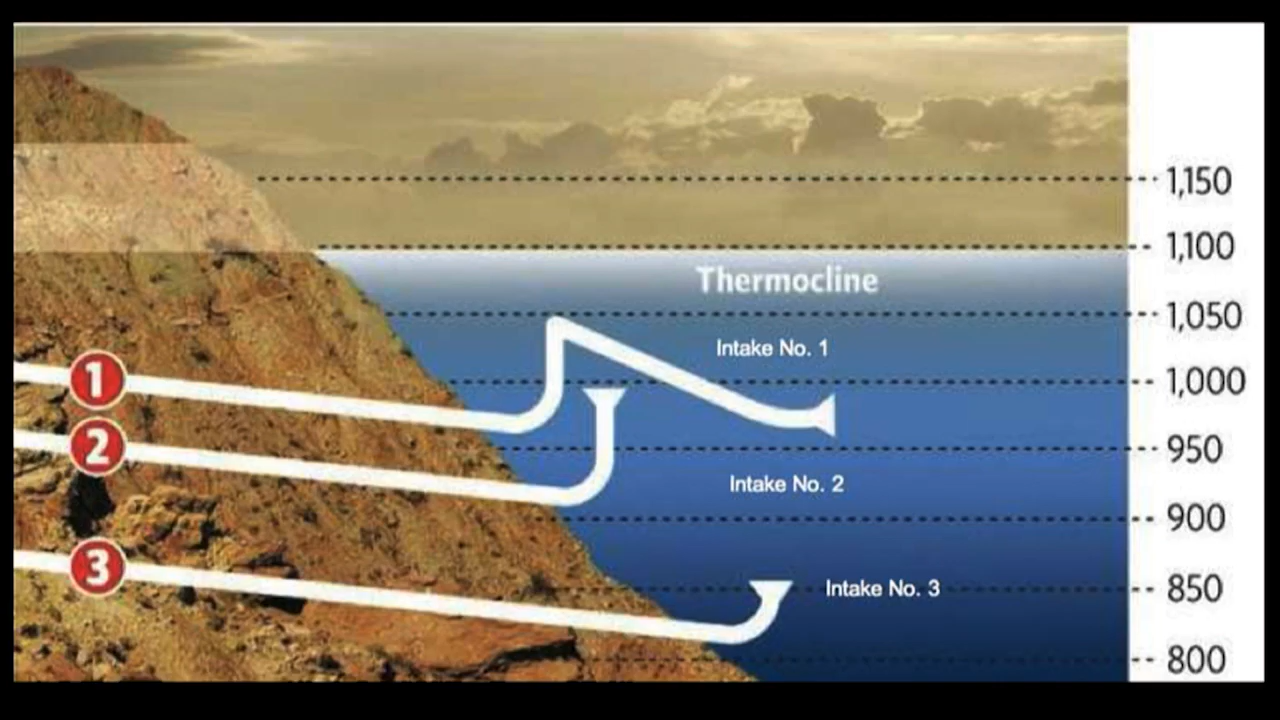 1,150
1,100
Thermocline
1,050
Intake No. 1
1
1,000
2
950
Intake No. 2
900
3
850
Intake No. 3
800